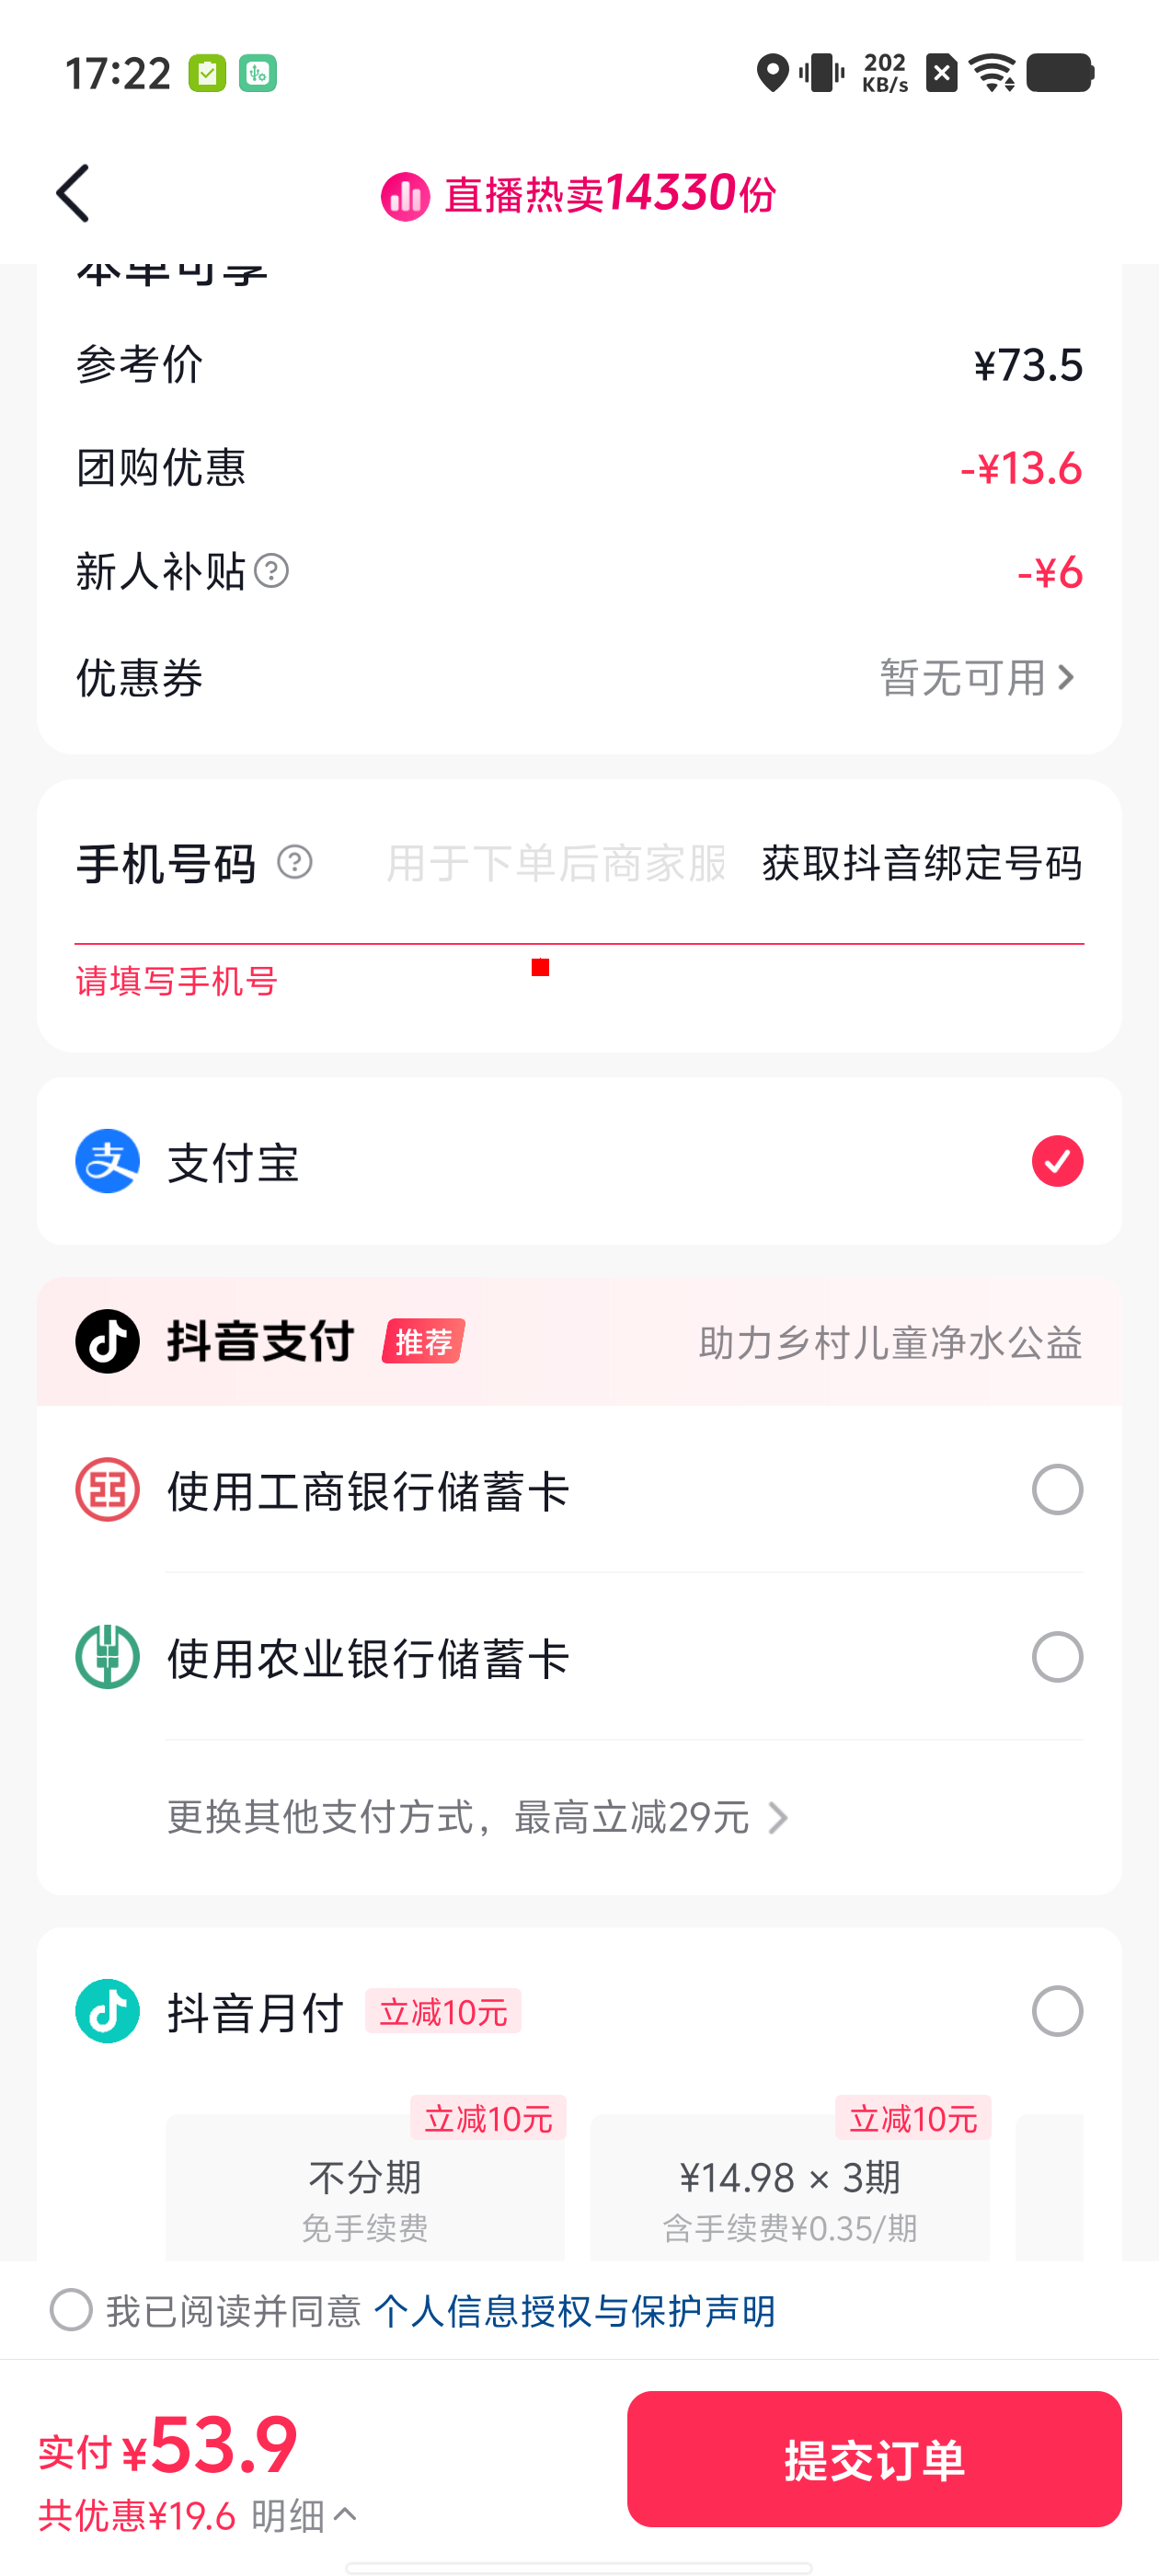 17:22
202
KB/s
直播热卖14330份
本单可享
参考价 ¥73.5
团购优惠 -¥13.6
新人补贴 ? -¥6
优惠券 暂无可用
手机号码 ? 用于下单后商家服 获取抖音绑定号码
请填写手机号
支付宝
抖音支付 推荐 助力乡村儿童净水公益
使用工商银行储蓄卡
使用农业银行储蓄卡
更换其他支付方式，最高立减29元
抖音月付 立减10元
立减10元 立减10元
不分期 ¥14.98 × 3期
免手续费 含手续费¥0.35/期
我已阅读并同意 个人信息授权与保护声明
实付 ¥53.9
提交订单
共优惠¥19.6 明细